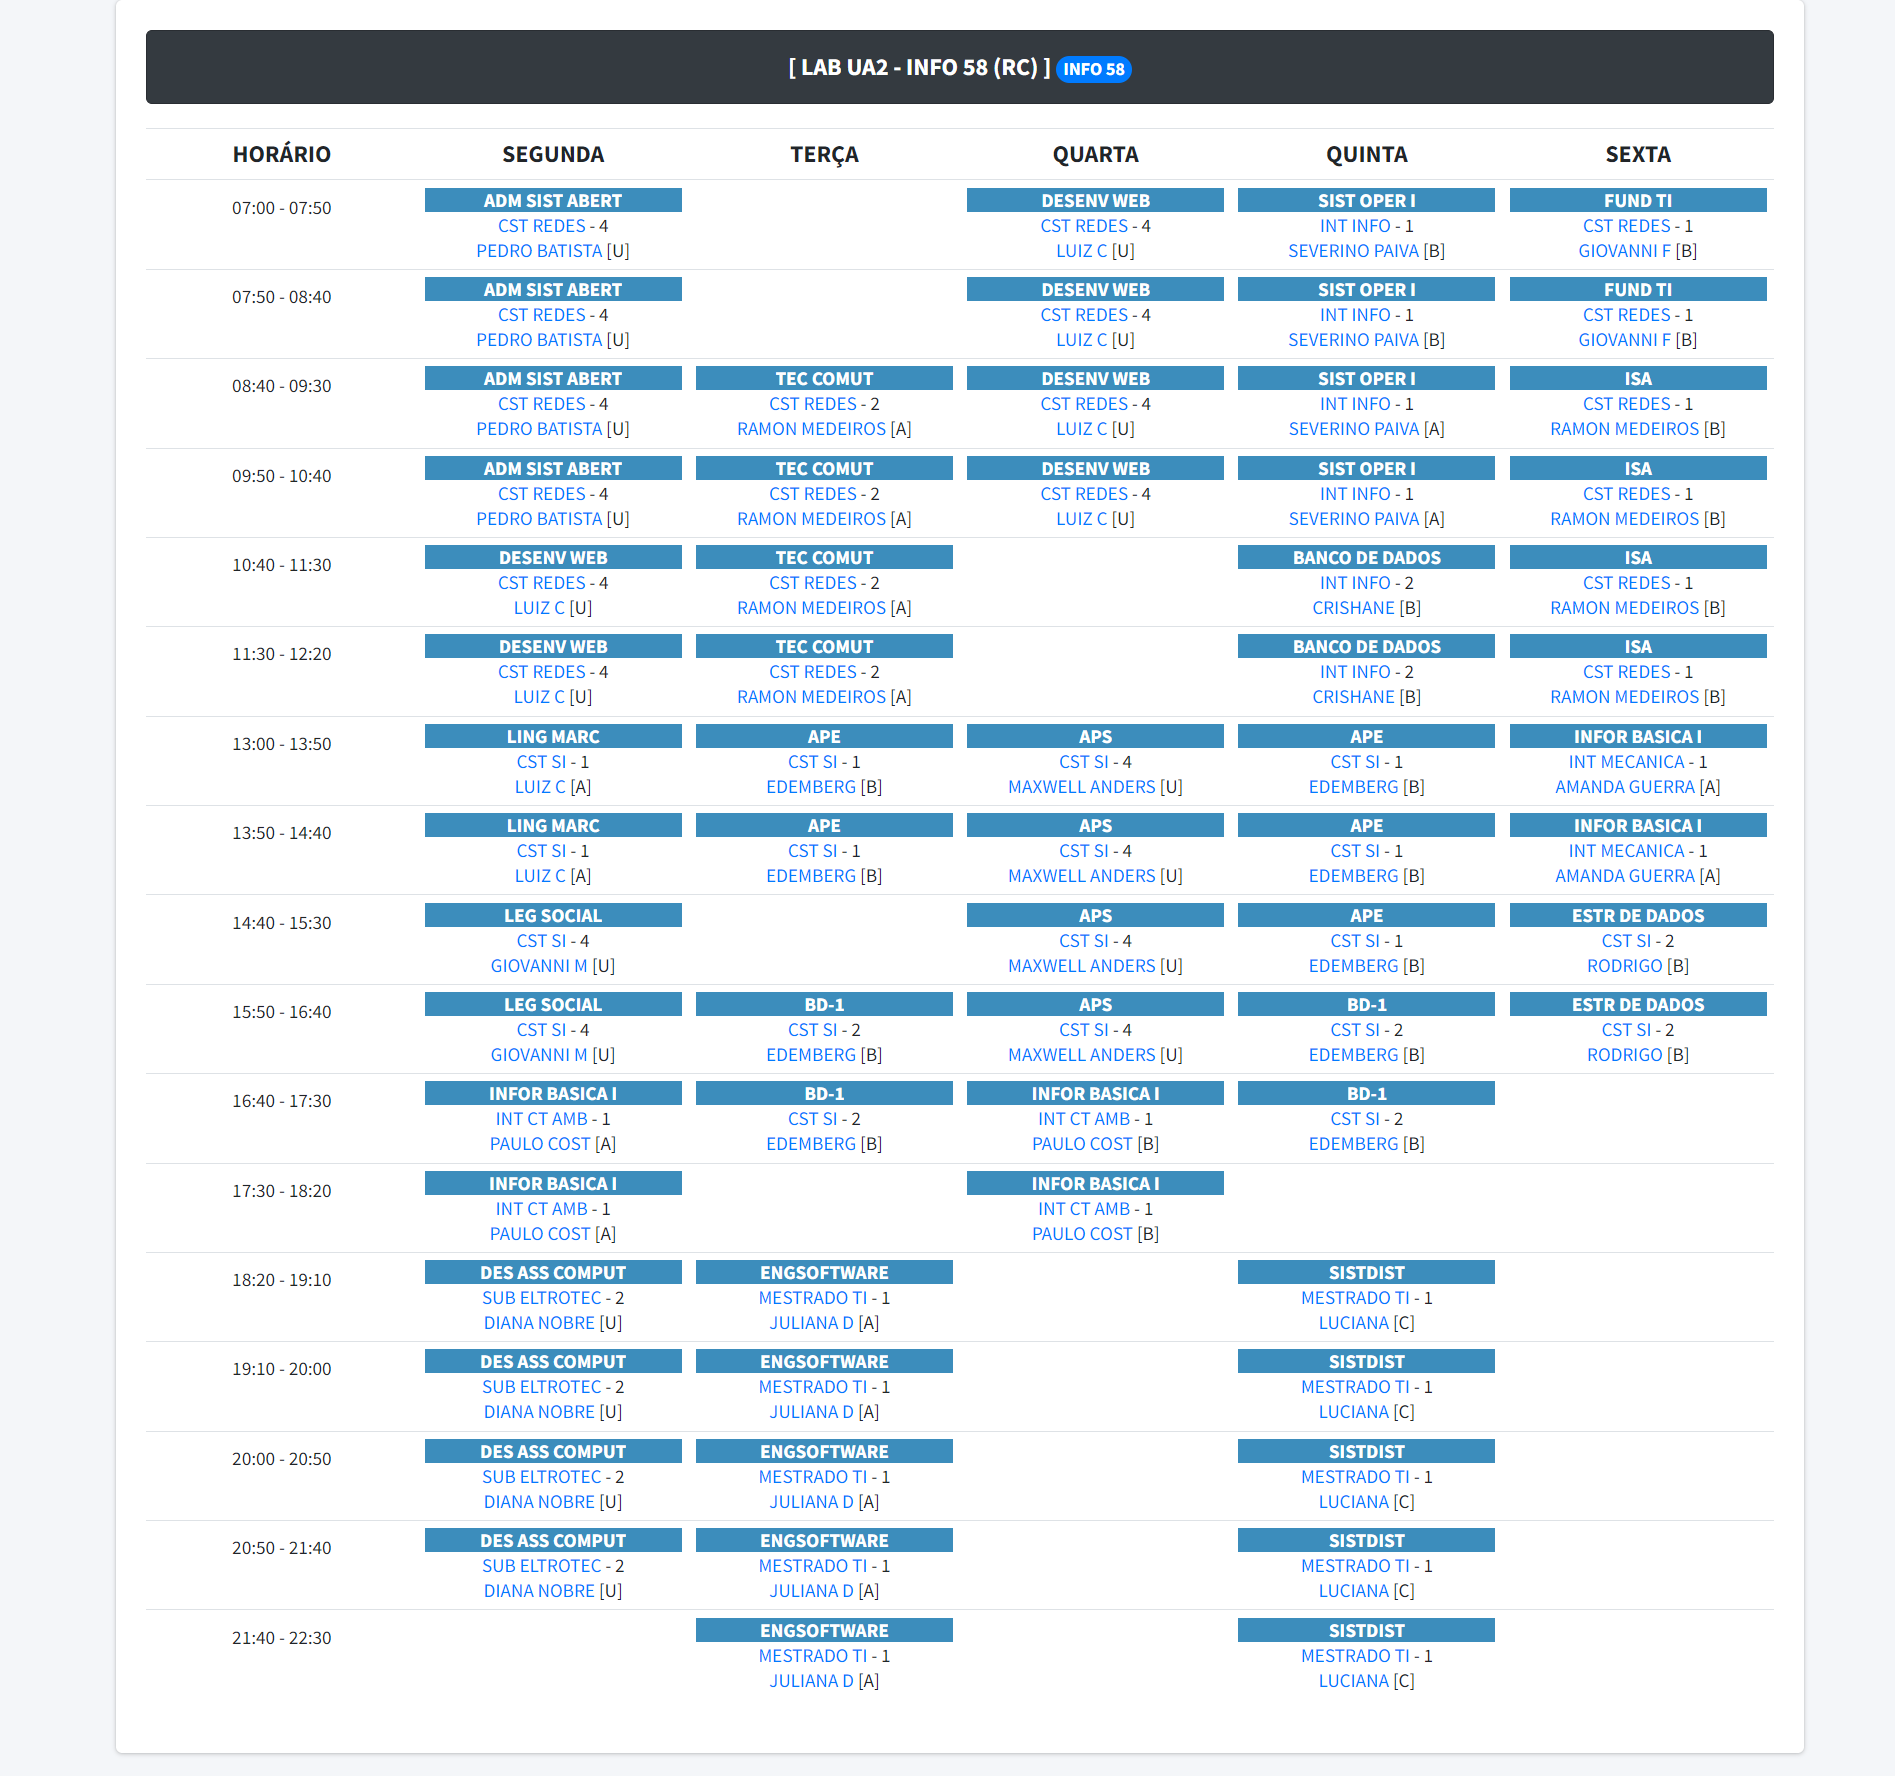 [ LAB UA2 - INFO 58 (RC) ] INFO 58
HORÁRIO SEGUNDA TERÇA QUARTA QUINTA SEXTA
07:00 - 07:50 ADM SIST ABERT DESENV WEB SIST OPER I FUND TI
CST REDES - 4 CST REDES - 4 INT INFO - 1 CST REDES - 1
PEDRO BATISTA [U] LUIZ C [U] SEVERINO PAIVA [B] GIOVANNI F [B]
07:50 - 08:40 ADM SIST ABERT DESENV WEB SIST OPER I FUND TI
CST REDES - 4 CST REDES - 4 INT INFO - 1 CST REDES - 1
PEDRO BATISTA [U] LUIZ C [U] SEVERINO PAIVA [B] GIOVANNI F [B]
08:40 - 09:30 ADM SIST ABERT TEC COMUT DESENV WEB SIST OPER I ISA
CST REDES - 4 CST REDES - 2 CST REDES - 4 INT INFO - 1 CST REDES - 1
PEDRO BATISTA [U] RAMON MEDEIROS [A] LUIZ C [U] SEVERINO PAIVA [A] RAMON MEDEIROS [B]
09:50 - 10:40 ADM SIST ABERT TEC COMUT DESENV WEB SIST OPER I ISA
CST REDES - 4 CST REDES - 2 CST REDES - 4 INT INFO - 1 CST REDES - 1
PEDRO BATISTA [U] RAMON MEDEIROS [A] LUIZ C [U] SEVERINO PAIVA [A] RAMON MEDEIROS [B]
10:40 - 11:30 DESENV WEB TEC COMUT BANCO DE DADOS ISA
CST REDES - 4 CST REDES - 2 INT INFO - 2 CST REDES - 1
LUIZ C [U] RAMON MEDEIROS [A] CRISHANE [B] RAMON MEDEIROS [B]
11:30 - 12:20 DESENV WEB TEC COMUT BANCO DE DADOS ISA
CST REDES - 4 CST REDES - 2 INT INFO - 2 CST REDES - 1
LUIZ C [U] RAMON MEDEIROS [A] CRISHANE [B] RAMON MEDEIROS [B]
13:00 - 13:50 LING MARC APE APS APE INFOR BASICA I
CST SI - 1 CST SI - 1 CST SI - 4 CST SI - 1 INT MECANICA - 1
LUIZ C [A] EDEMBERG [B] MAXWELL ANDERS [U] EDEMBERG [B] AMANDA GUERRA [A]
13:50 - 14:40 LING MARC APE APS APE INFOR BASICA I
CST SI - 1 CST SI - 1 CST SI - 4 CST SI - 1 INT MECANICA - 1
LUIZ C [A] EDEMBERG [B] MAXWELL ANDERS [U] EDEMBERG [B] AMANDA GUERRA [A]
14:40 - 15:30 LEG SOCIAL APS APE ESTR DE DADOS
CST SI - 4 CST SI - 4 CST SI - 1 CST SI - 2
GIOVANNI M [U] MAXWELL ANDERS [U] EDEMBERG [B] RODRIGO [B]
15:50 - 16:40 LEG SOCIAL BD-1 APS BD-1 ESTR DE DADOS
CST SI - 4 CST SI - 2 CST SI - 4 CST SI - 2 CST SI - 2
GIOVANNI M [U] EDEMBERG [B] MAXWELL ANDERS [U] EDEMBERG [B] RODRIGO [B]
16:40 - 17:30 INFOR BASICA I BD-1 INFOR BASICA I BD-1
INT CT AMB - 1 CST SI - 2 INT CT AMB - 1 CST SI - 2
PAULO COST [A] EDEMBERG [B] PAULO COST [B] EDEMBERG [B]
17:30 - 18:20 INFOR BASICA I INFOR BASICA I
INT CT AMB - 1 INT CT AMB - 1
PAULO COST [A] PAULO COST [B]
18:20 - 19:10 DES ASS COMPUT ENGSOFTWARE SISTDIST
SUB ELTROTEC - 2 MESTRADO TI - 1 MESTRADO TI - 1
DIANA NOBRE [U] JULIANA D [A] LUCIANA [C]
19:10 - 20:00 DES ASS COMPUT ENGSOFTWARE SISTDIST
SUB ELTROTEC - 2 MESTRADO TI - 1 MESTRADO TI - 1
DIANA NOBRE [U] JULIANA D [A] LUCIANA [C]
20:00 - 20:50 DES ASS COMPUT ENGSOFTWARE SISTDIST
SUB ELTROTEC - 2 MESTRADO TI - 1 MESTRADO TI - 1
DIANA NOBRE [U] JULIANA D [A] LUCIANA [C]
20:50 - 21:40 DES ASS COMPUT ENGSOFTWARE SISTDIST
SUB ELTROTEC - 2 MESTRADO TI - 1 MESTRADO TI - 1
DIANA NOBRE [U] JULIANA D [A] LUCIANA [C]
21:40 - 22:30 ENGSOFTWARE SISTDIST
MESTRADO TI - 1 MESTRADO TI - 1
JULIANA D [A] LUCIANA [C]